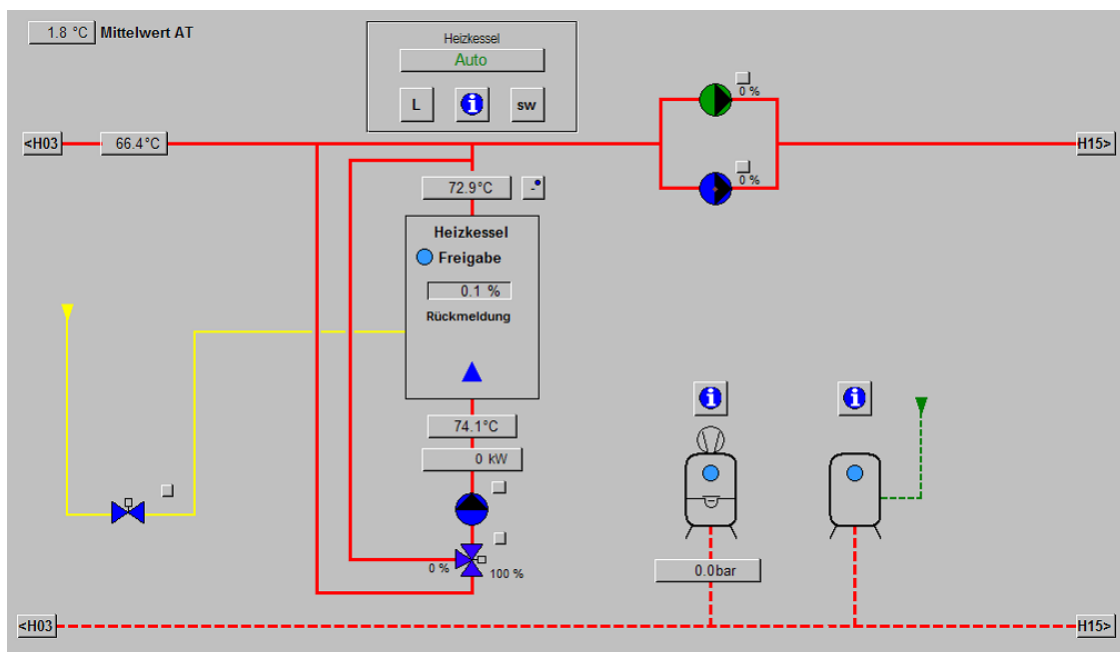 1.8 °C Mittelwert AT
Heizkessel
Auto
L i sw
0 %
<H03 66.4°C H15>
0 %
72.9°C -°
Heizkessel
Freigabe
0.1 %
Rückmeldung
i i
74.1°C
0 kW
0 % 100 %
0.0bar
<H03 H15>